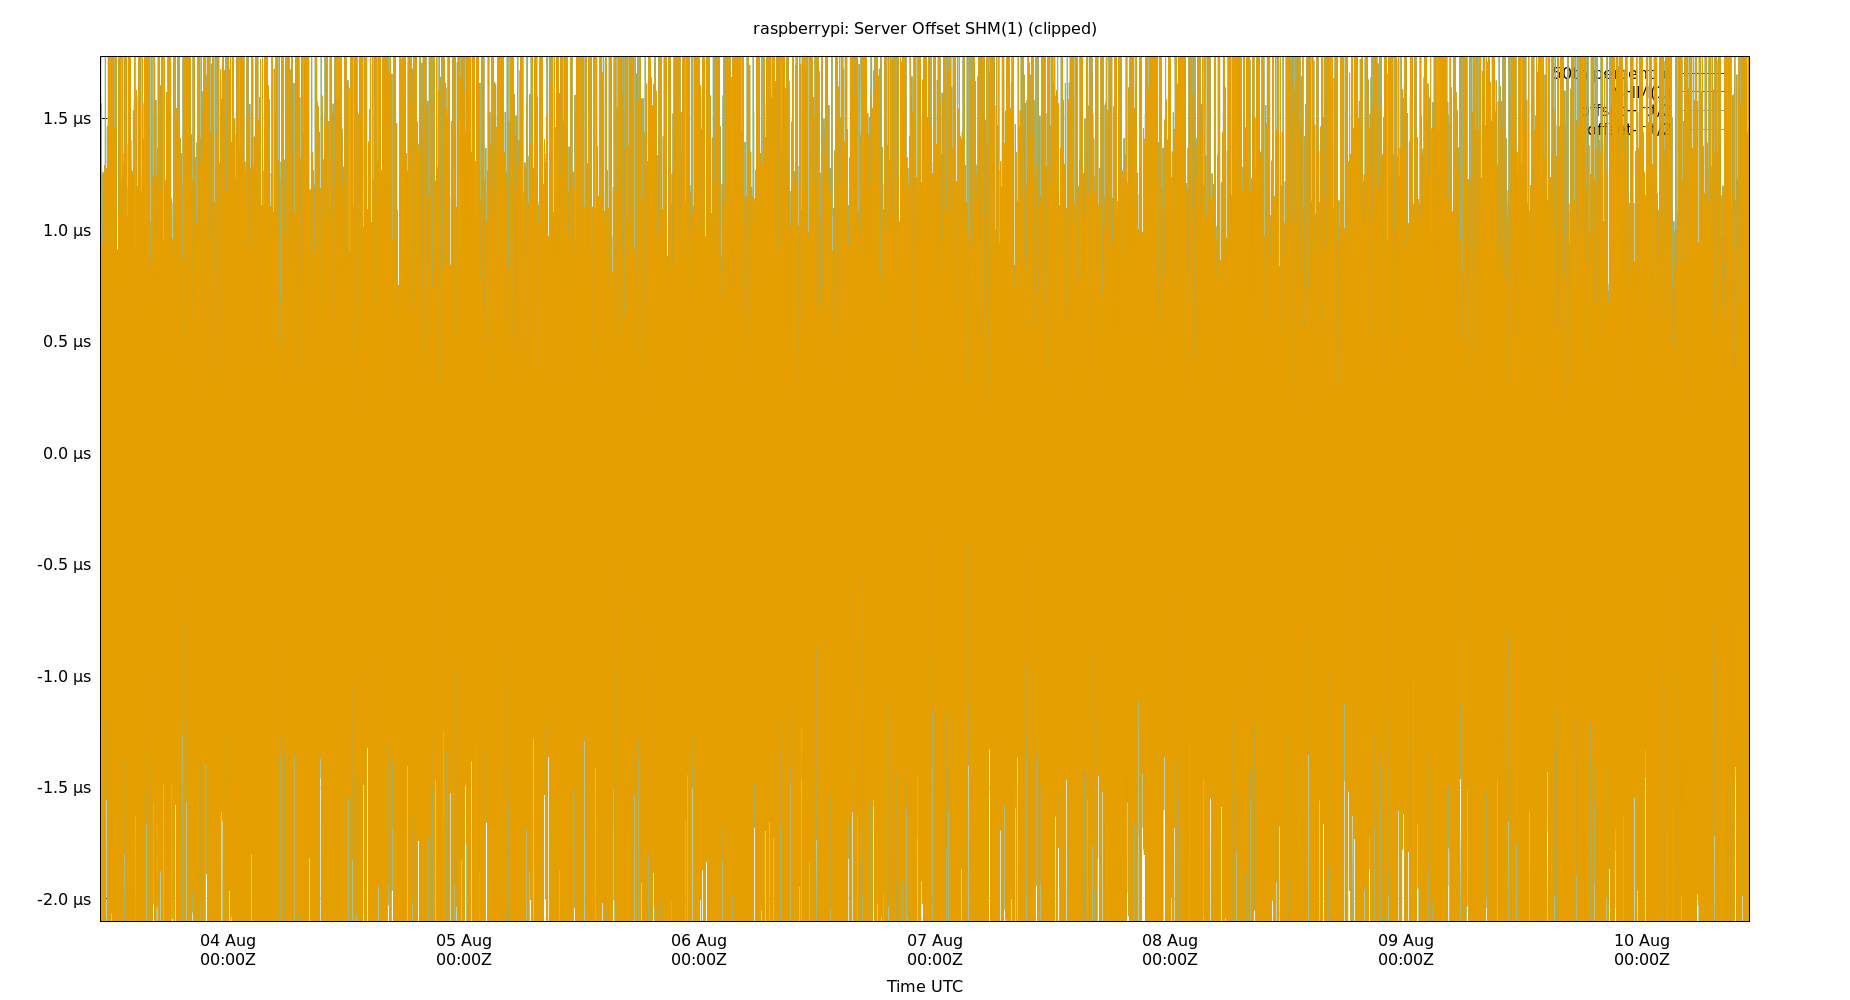 raspberrypi: Server Offset SHM(1) (clipped)
1.5 µs
1.0 µs
0.5 µs
0.0 µs
-0.5 µs
-1.0 µs
-1.5 µs
-2.0 µs
04 Aug 05 Aug 06 Aug 07 Aug 08 Aug 09 Aug 10 Aug
00:00Z 00:00Z 00:00Z 00:00Z 00:00Z 00:00Z 00:00Z
Time UTC